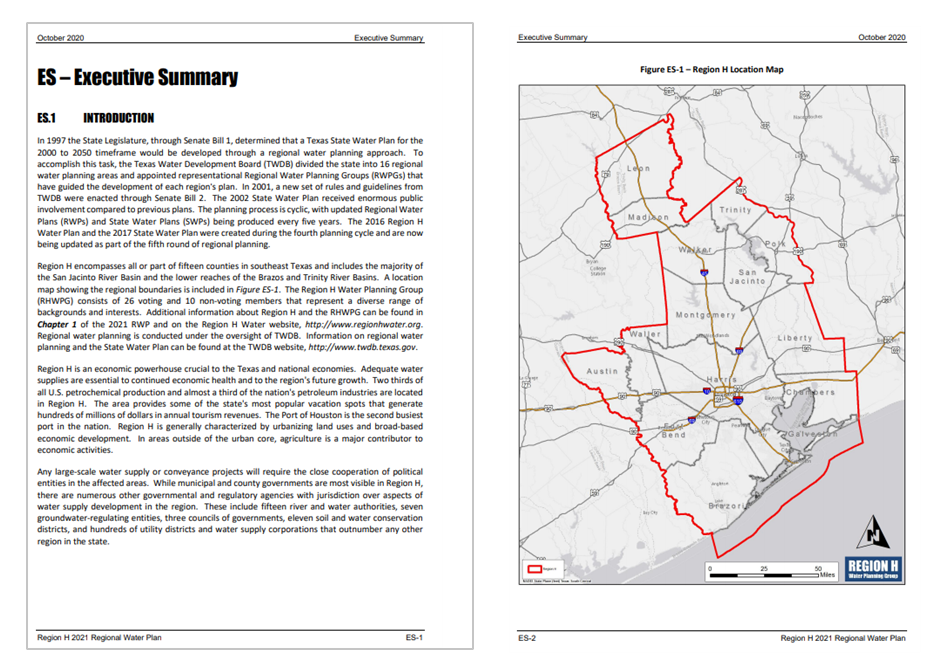 October 2020 Executive Summary
ES – Executive Summary
ES.1 INTRODUCTION
In 1997 the State Legislature, through Senate Bill 1, determined that a Texas State Water Plan for the
2000 to 2050 timeframe would be developed through a regional water planning approach. To
accomplish this task, the Texas Water Development Board (TWDB) divided the state into 16 regional
water planning areas and appointed representational Regional Water Planning Groups (RWPGs) that
have guided the development of each region's plan. In 2001, a new set of rules and guidelines from
TWDB were enacted through Senate Bill 2. The 2002 State Water Plan received enormous public
involvement compared to previous plans. The planning process is cyclic, with updated Regional Water
Plans (RWPs) and State Water Plans (SWPs) being produced every five years. The 2016 Region H
Water Plan and the 2017 State Water Plan were created during the fourth planning cycle and are now
being updated as part of the fifth round of regional planning.
Region H encompasses all or part of fifteen counties in southeast Texas and includes the majority of
the San Jacinto River Basin and the lower reaches of the Brazos and Trinity River Basins. A location
map showing the regional boundaries is included in Figure ES-1. The Region H Water Planning Group
(RHWPG) consists of 26 voting and 10 non-voting members that represent a diverse range of
backgrounds and interests. Additional information about Region H and the RHWPG can be found in
Chapter 1 of the 2021 RWP and on the Region H Water website, http://www.regionhwater.org.
Regional water planning is conducted under the oversight of TWDB. Information on regional water
planning and the State Water Plan can be found at the TWDB website, http://www.twdb.texas.gov.
Region H is an economic powerhouse crucial to the Texas and national economies. Adequate water
supplies are essential to continued economic health and to the region's future growth. Two thirds of
all U.S. petrochemical production and almost a third of the nation's petroleum industries are located
in Region H. The area provides some of the state's most popular vacation spots that generate
hundreds of millions of dollars in annual tourism revenues. The Port of Houston is the second busiest
port in the nation. Region H is generally characterized by urbanizing land uses and broad-based
economic development. In areas outside of the urban core, agriculture is a major contributor to
economic activities.
Any large-scale water supply or conveyance projects will require the close cooperation of political
entities in the affected areas. While municipal and county governments are most visible in Region H,
there are numerous other governmental and regulatory agencies with jurisdiction over aspects of
water supply development in the region. These include fifteen river and water authorities, seven
groundwater-regulating entities, three councils of governments, eleven soil and water conservation
districts, and hundreds of utility districts and water supply corporations that outnumber any other
region in the state.
Region H 2021 Regional Water Plan ES-1
Executive Summary October 2020
Figure ES-1 – Region H Location Map
Leon
Madison
Trinity
Walker
Polk
San
Jacinto
Montgomery
Waller
Liberty
Austin
Harris
Chambers
Fort
Bend
Galveston
Brazoria
Region H
0 25 50
Miles
N
REGION H
Water Planning Group
ES-2 Region H 2021 Regional Water Plan